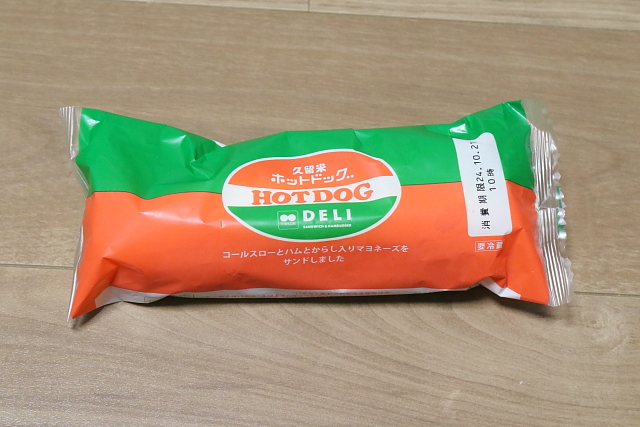 久留米
ホットドッグ
HOTDOG
DELI
SANDWICH & HAMBURGER
コールスローとハムとからし入りマヨネーズを
サンドしました
消費期限24.10.21
10時
要冷蔵